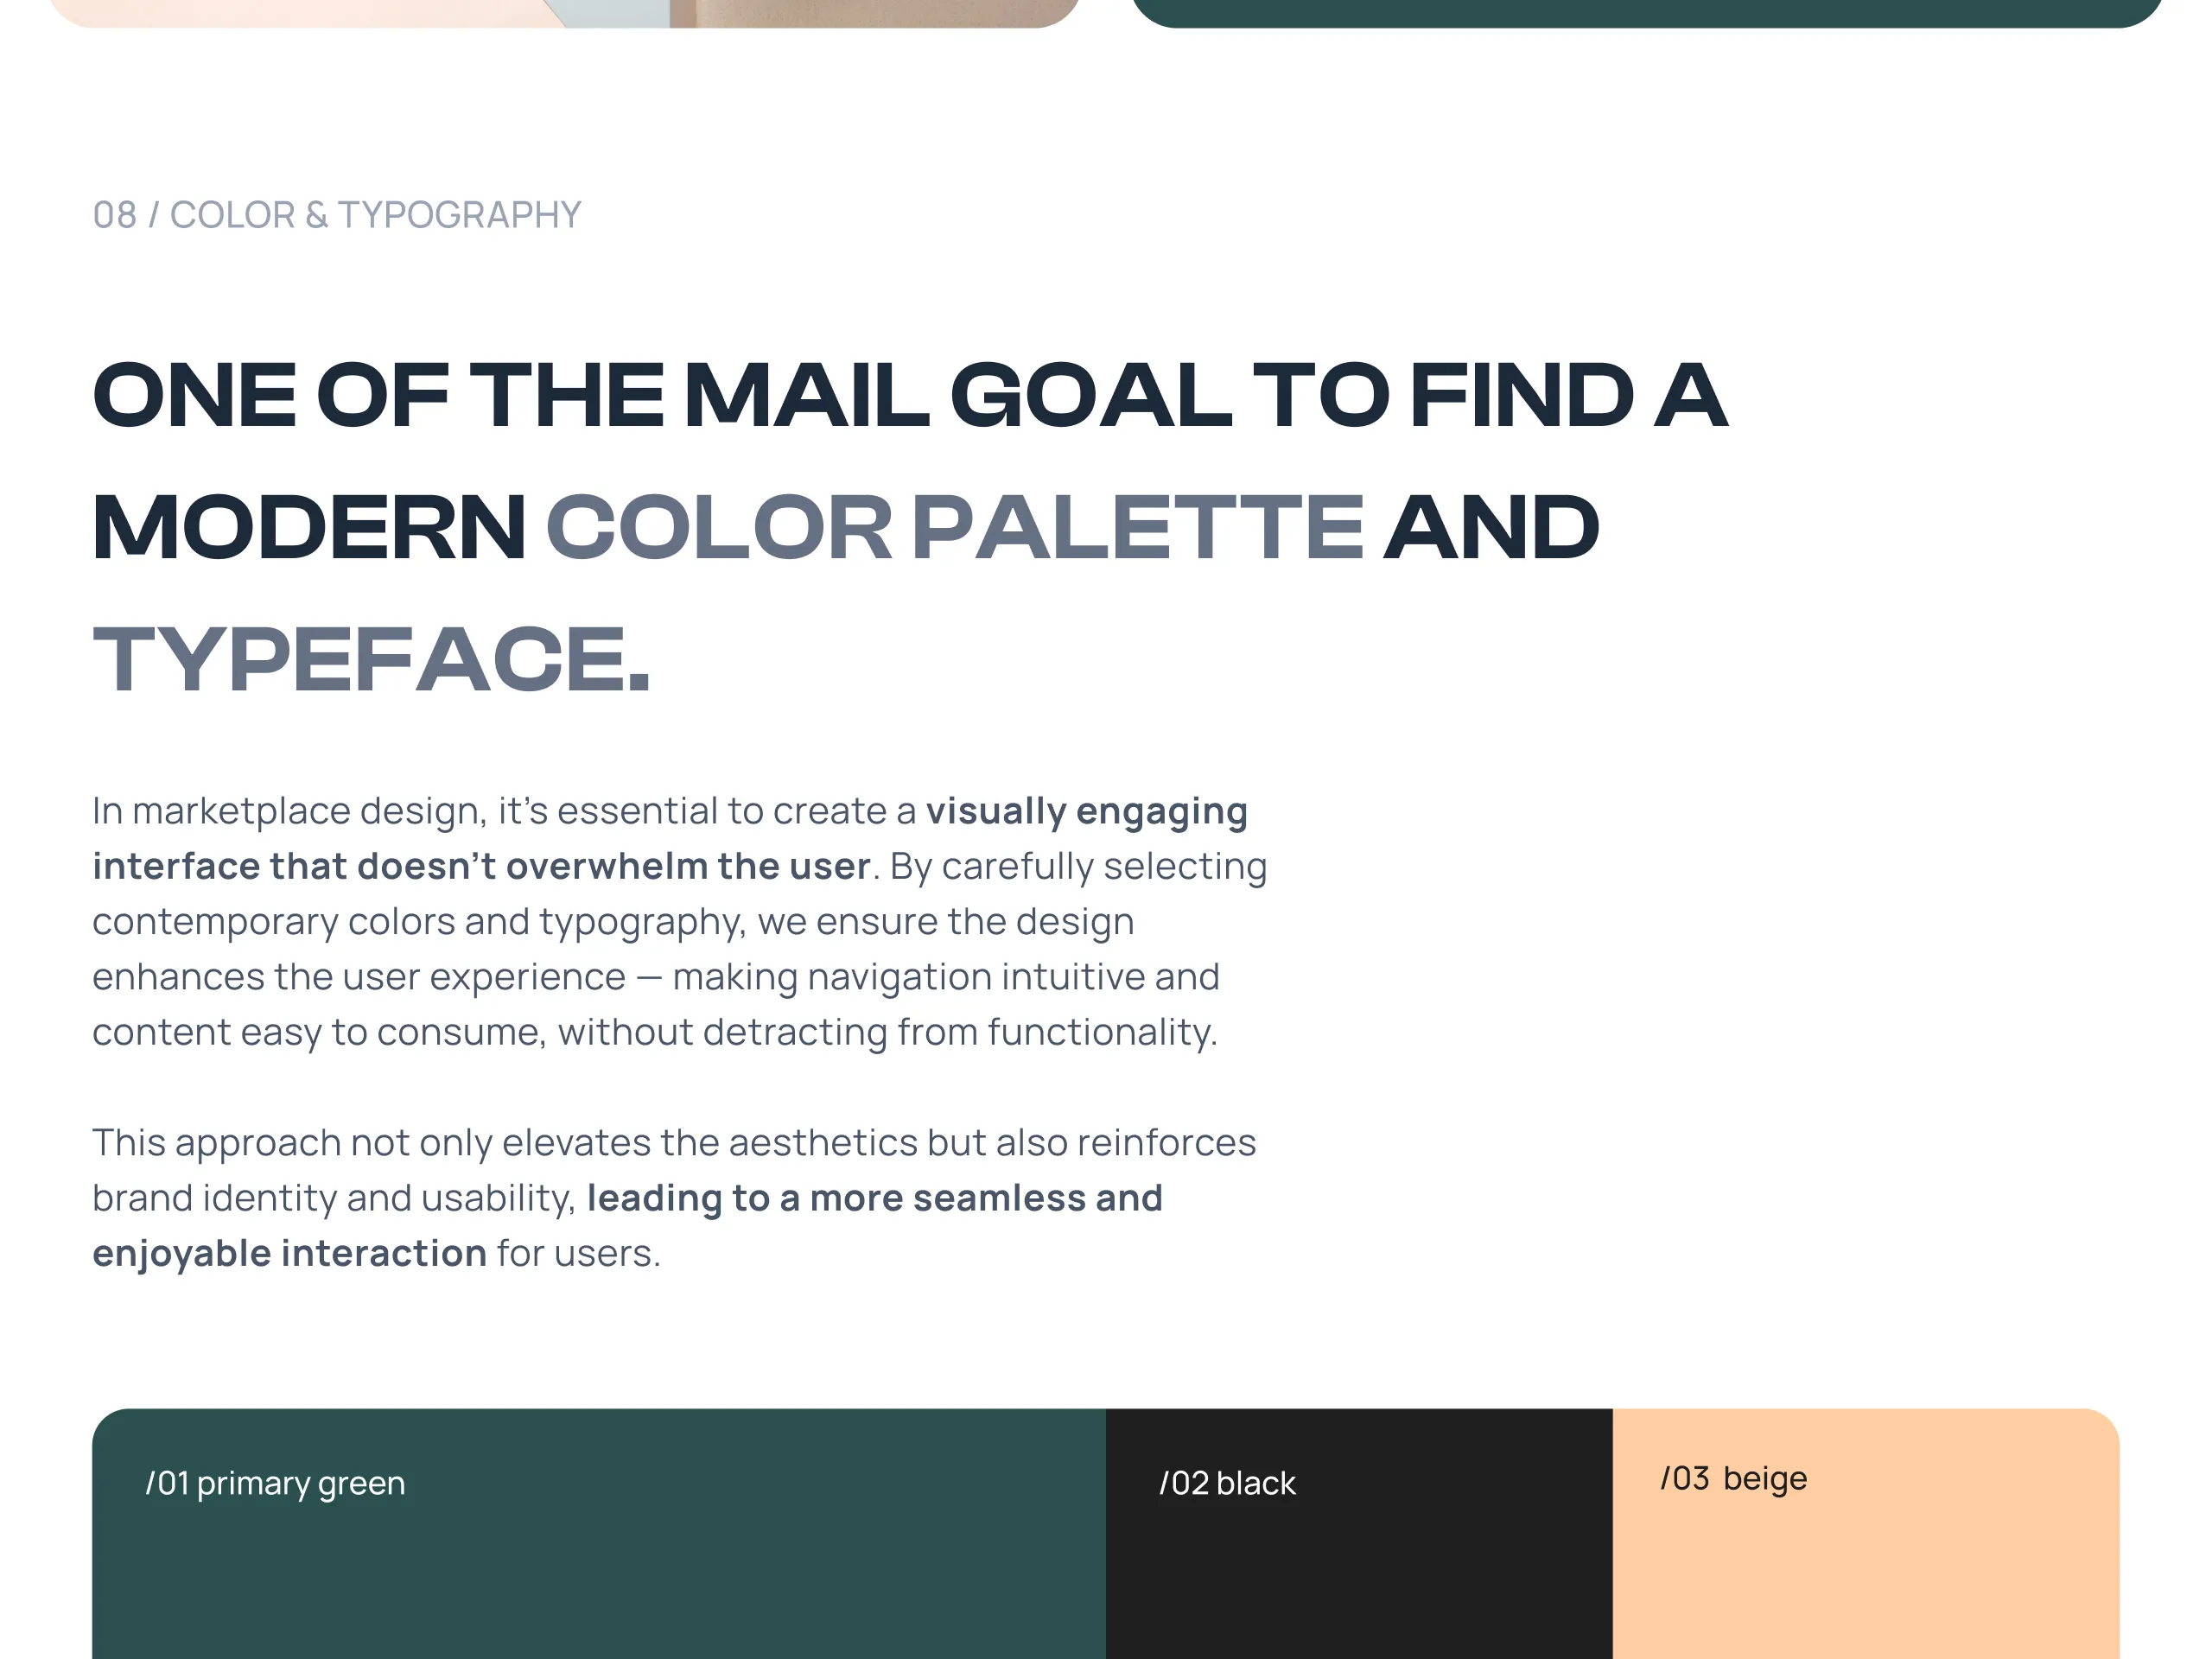 08 / COLOR & TYPOGRAPHY
ONE OF THE MAIL GOAL TO FIND A
MODERN COLOR PALETTE AND
TYPEFACE.
In marketplace design, it’s essential to create a visually engaging
interface that doesn’t overwhelm the user. By carefully selecting
contemporary colors and typography, we ensure the design
enhances the user experience — making navigation intuitive and
content easy to consume, without detracting from functionality.
This approach not only elevates the aesthetics but also reinforces
brand identity and usability, leading to a more seamless and
enjoyable interaction for users.
/01 primary green
/02 black
/03 beige